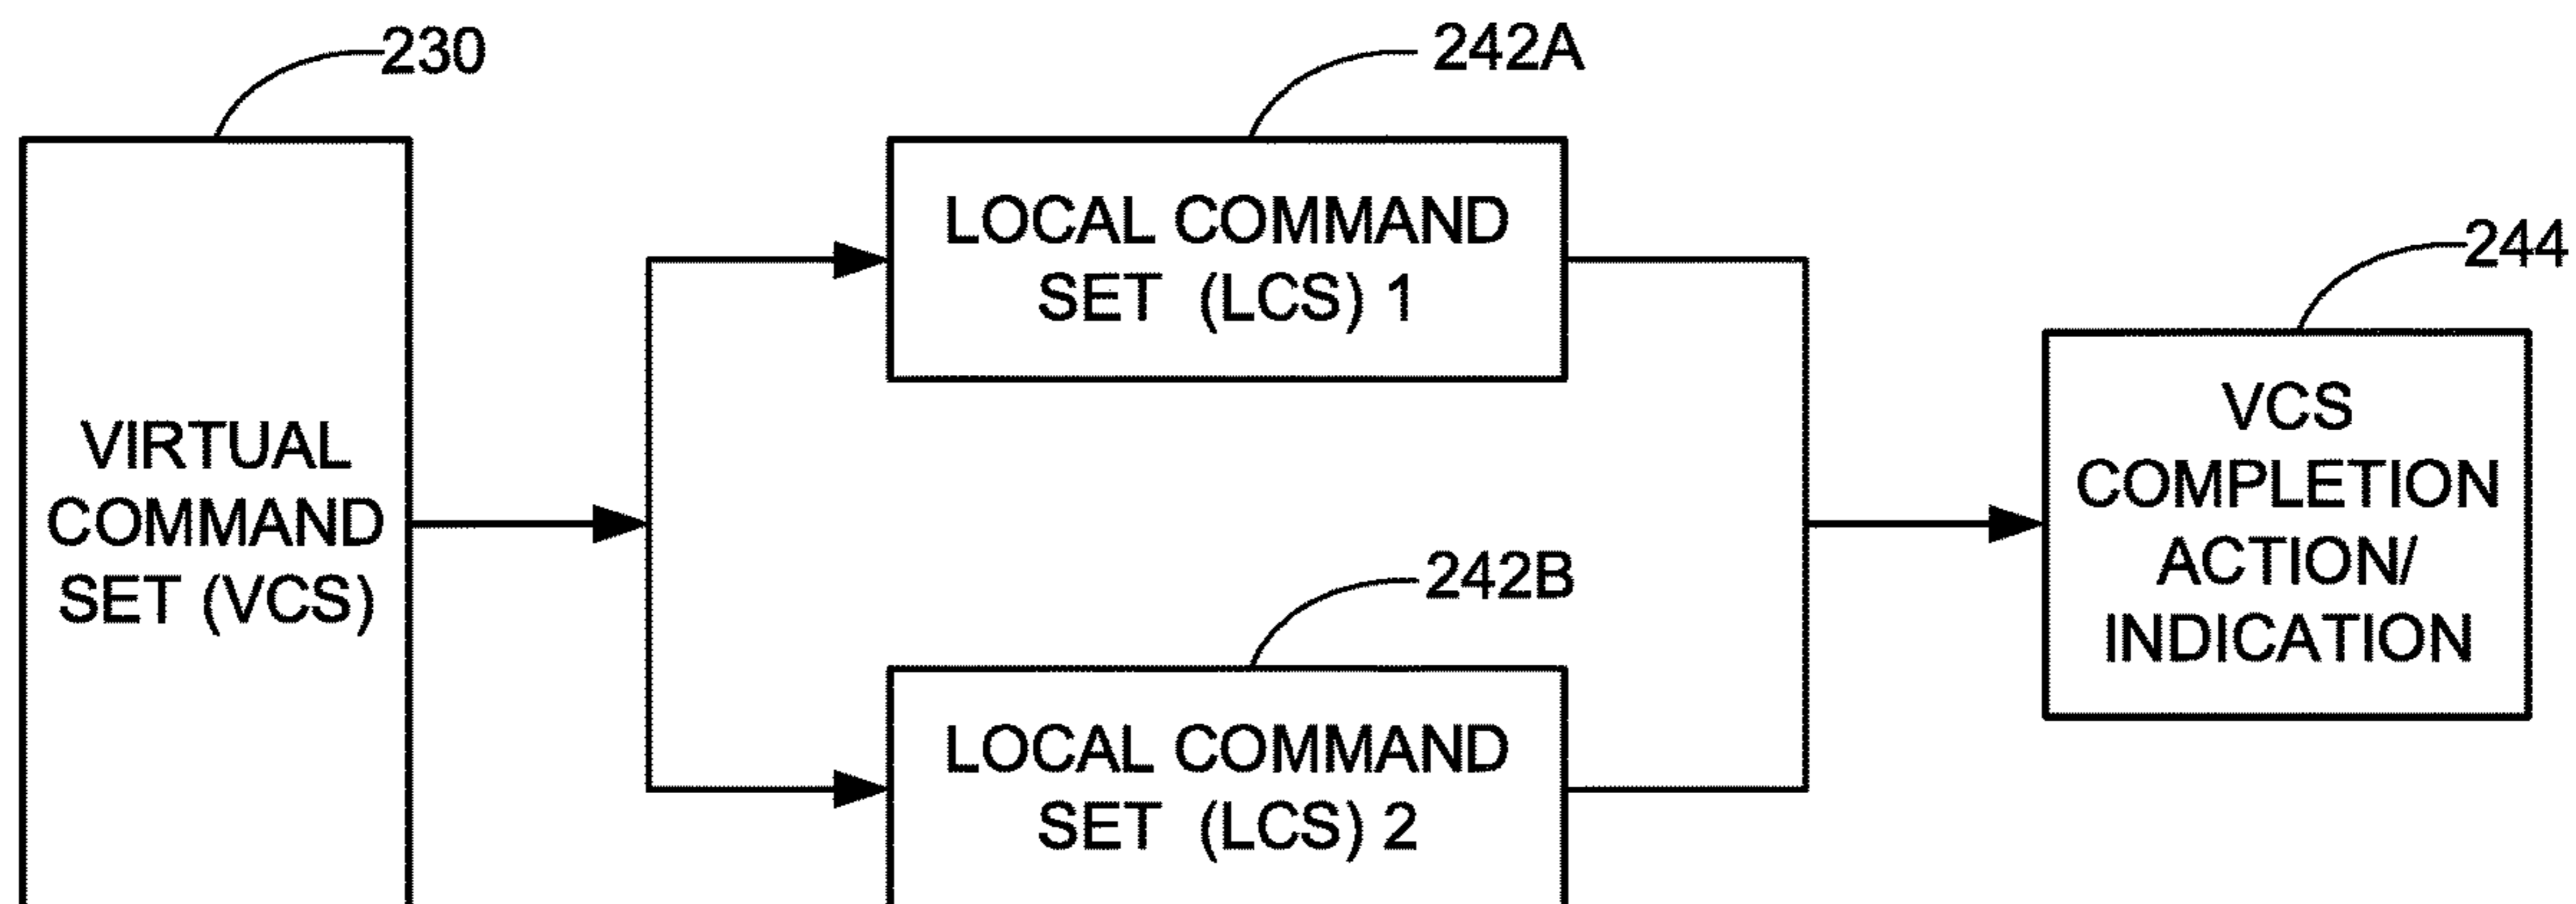 230
VIRTUAL
COMMAND
SET (VCS)
242A
LOCAL COMMAND
SET (LCS) 1
242B
LOCAL COMMAND
SET (LCS) 2
244
VCS
COMPLETION
ACTION/
INDICATION